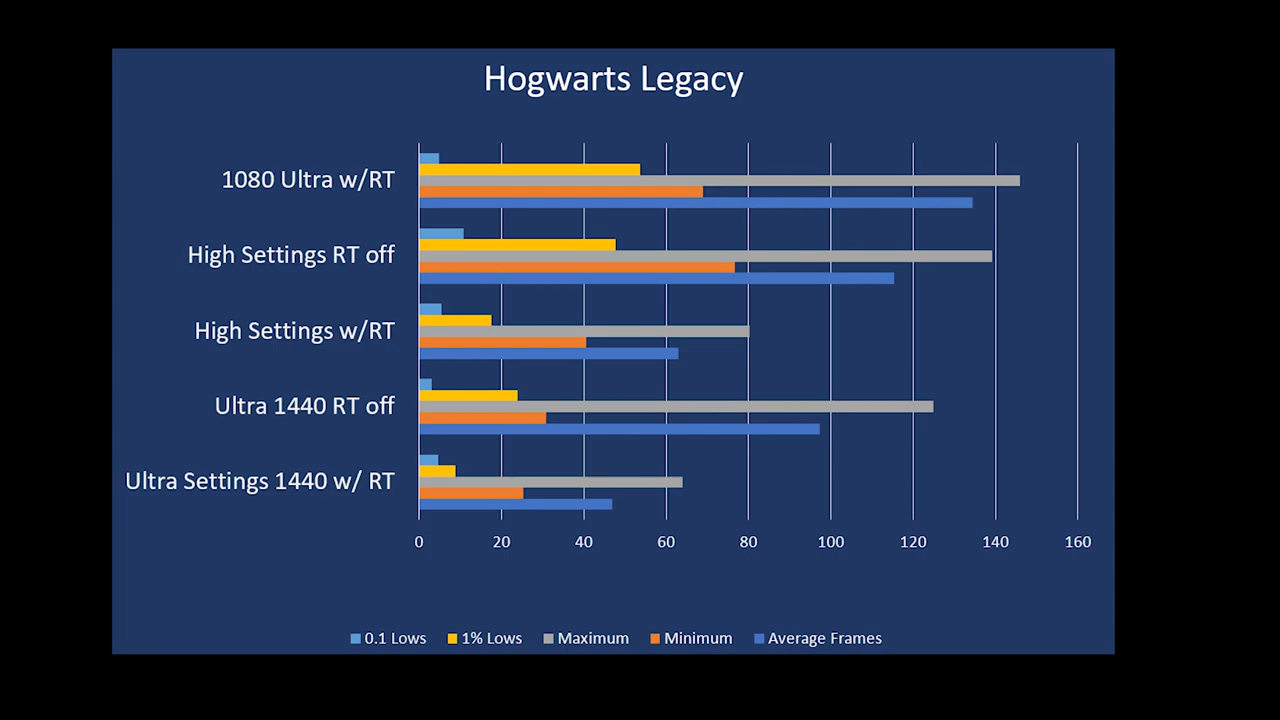 Hogwarts Legacy
1080 Ultra w/RT
High Settings RT off
High Settings w/RT
Ultra 1440 RT off
Ultra Settings 1440 w/ RT
0 20 40 60 80 100 120 140 160
0.1 Lows 1% Lows Maximum Minimum Average Frames